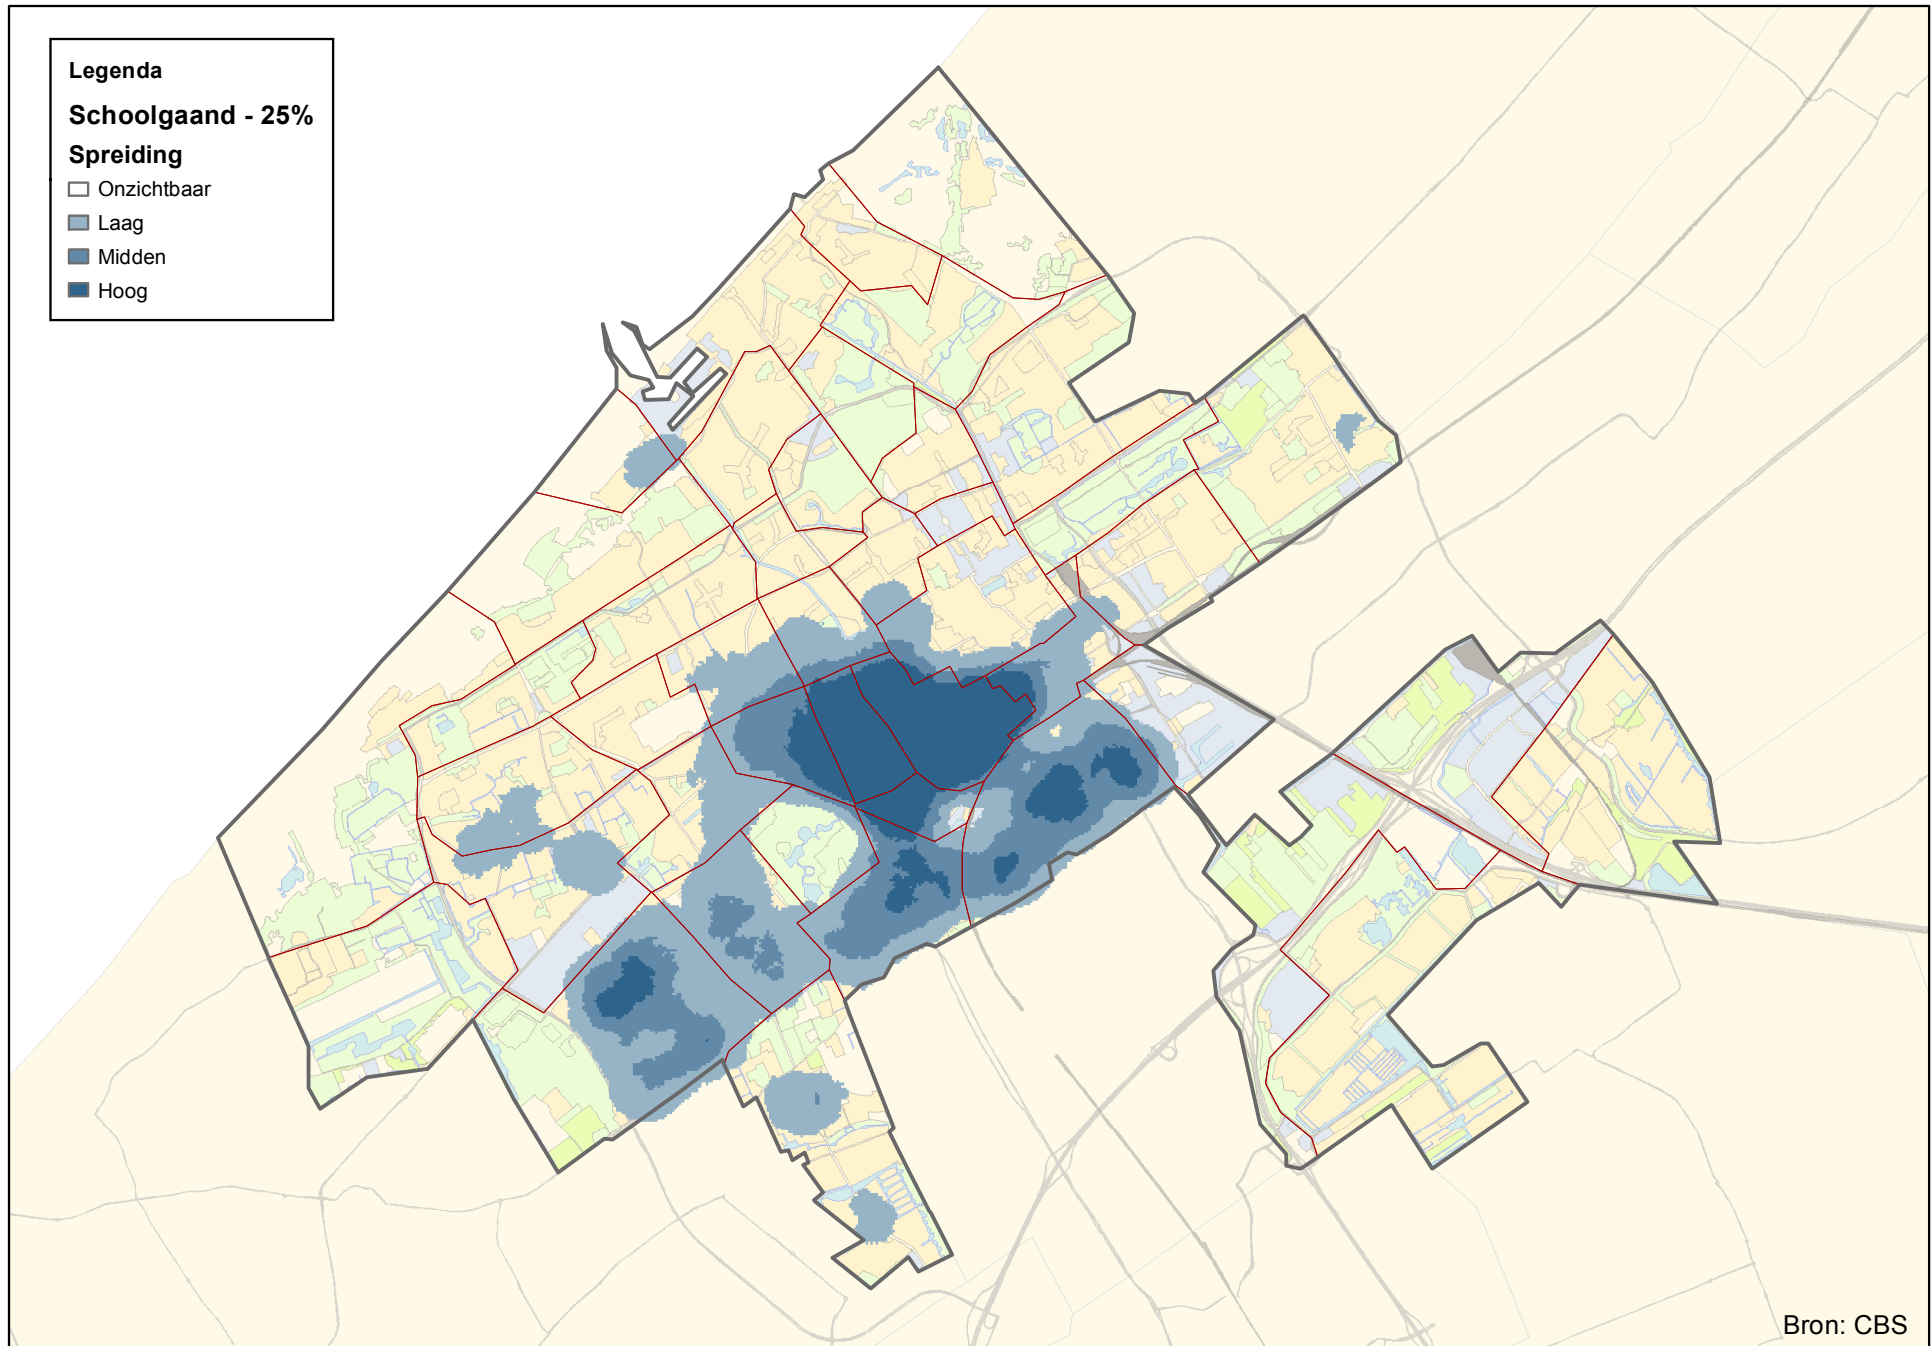 Legenda
Schoolgaand - 25%
Spreiding
Onzichtbaar
Laag
Midden
Hoog
Bron: CBS